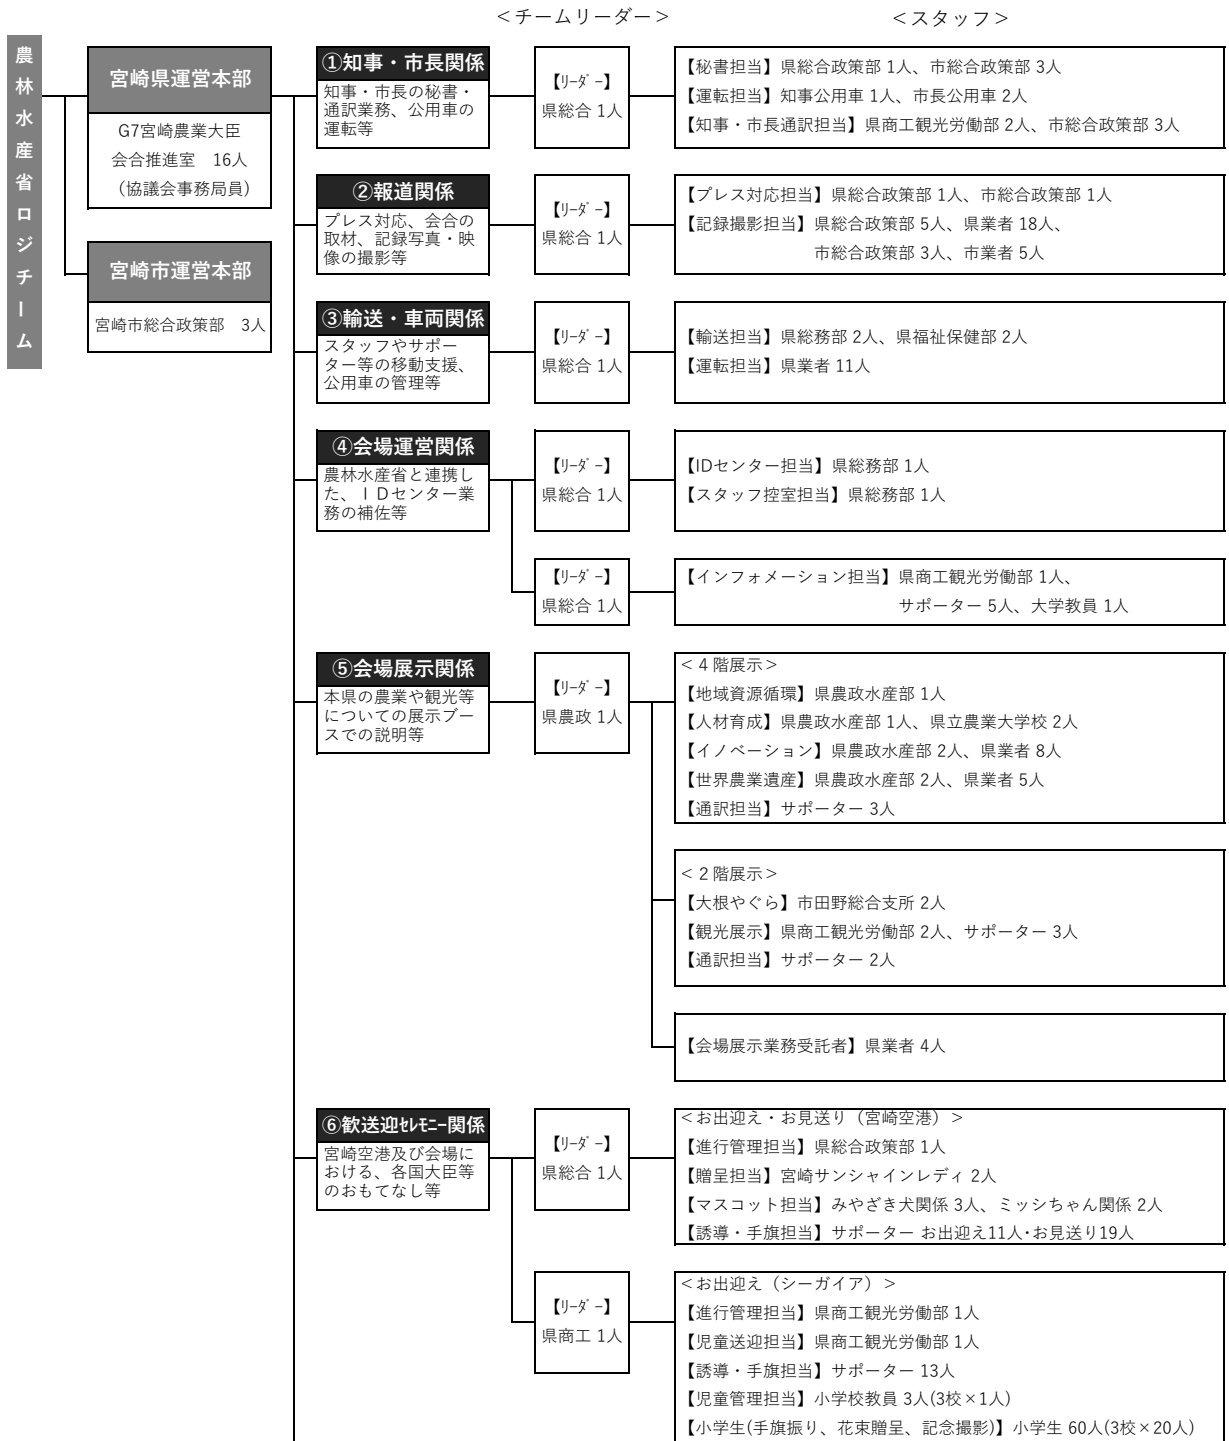 ＜チームリーダー＞
＜スタッフ＞
農林水産省ロジチーム
宮崎県運営本部
G7宮崎農業大臣
会合推進室　16人
（協議会事務局員）
宮崎市運営本部
宮崎市総合政策部　3人
①知事・市長関係
知事・市長の秘書・
通訳業務、公用車の
運転等
【ﾘｰﾀﾞｰ】
県総合 1人
【秘書担当】県総合政策部 1人、市総合政策部 3人
【運転担当】知事公用車 1人、市長公用車 2人
【知事・市長通訳担当】県商工観光労働部 2人、市総合政策部 3人
②報道関係
プレス対応、会合の
取材、記録写真・映
像の撮影等
【ﾘｰﾀﾞｰ】
県総合 1人
【プレス対応担当】県総合政策部 1人、市総合政策部 1人
【記録撮影担当】県総合政策部 5人、県業者 18人、
市総合政策部 3人、市業者 5人
③輸送・車両関係
スタッフやサポー
ター等の移動支援、
公用車の管理等
【ﾘｰﾀﾞｰ】
県総合 1人
【輸送担当】県総務部 2人、県福祉保健部 2人
【運転担当】県業者 11人
④会場運営関係
農林水産省と連携し
た、ＩＤセンター業
務の補佐等
【ﾘｰﾀﾞｰ】
県総合 1人
【IDセンター担当】県総務部 1人
【スタッフ控室担当】県総務部 1人
【ﾘｰﾀﾞｰ】
県総合 1人
【インフォメーション担当】県商工観光労働部 1人、
サポーター 5人、大学教員 1人
⑤会場展示関係
本県の農業や観光等
についての展示ブー
スでの説明等
【ﾘｰﾀﾞｰ】
県農政 1人
＜４階展示＞
【地域資源循環】県農政水産部 1人
【人材育成】県農政水産部 1人、県立農業大学校 2人
【イノベーション】県農政水産部 2人、県業者 8人
【世界農業遺産】県農政水産部 2人、県業者 5人
【通訳担当】サポーター 3人
＜２階展示＞
【大根やぐら】市田野総合支所 2人
【観光展示】県商工観光労働部 2人、サポーター 3人
【通訳担当】サポーター 2人
【会場展示業務受託者】県業者 4人
⑥歓送迎ｾﾚﾓﾆｰ関係
宮崎空港及び会場に
おける、各国大臣等
のおもてなし等
【ﾘｰﾀﾞｰ】
県総合 1人
＜お出迎え・お見送り（宮崎空港）＞
【進行管理担当】県総合政策部 1人
【贈呈担当】宮崎サンシャインレディ 2人
【マスコット担当】みやざき犬関係 3人、ミッシちゃん関係 2人
【誘導・手旗担当】サポーター お出迎え11人･お見送り19人
【ﾘｰﾀﾞｰ】
県商工 1人
＜お出迎え（シーガイア）＞
【進行管理担当】県商工観光労働部 1人
【児童送迎担当】県商工観光労働部 1人
【誘導・手旗担当】サポーター 13人
【児童管理担当】小学校教員 3人(3校×1人)
【小学生(手旗振り、花束贈呈、記念撮影)】小学生 60人(3校×20人)